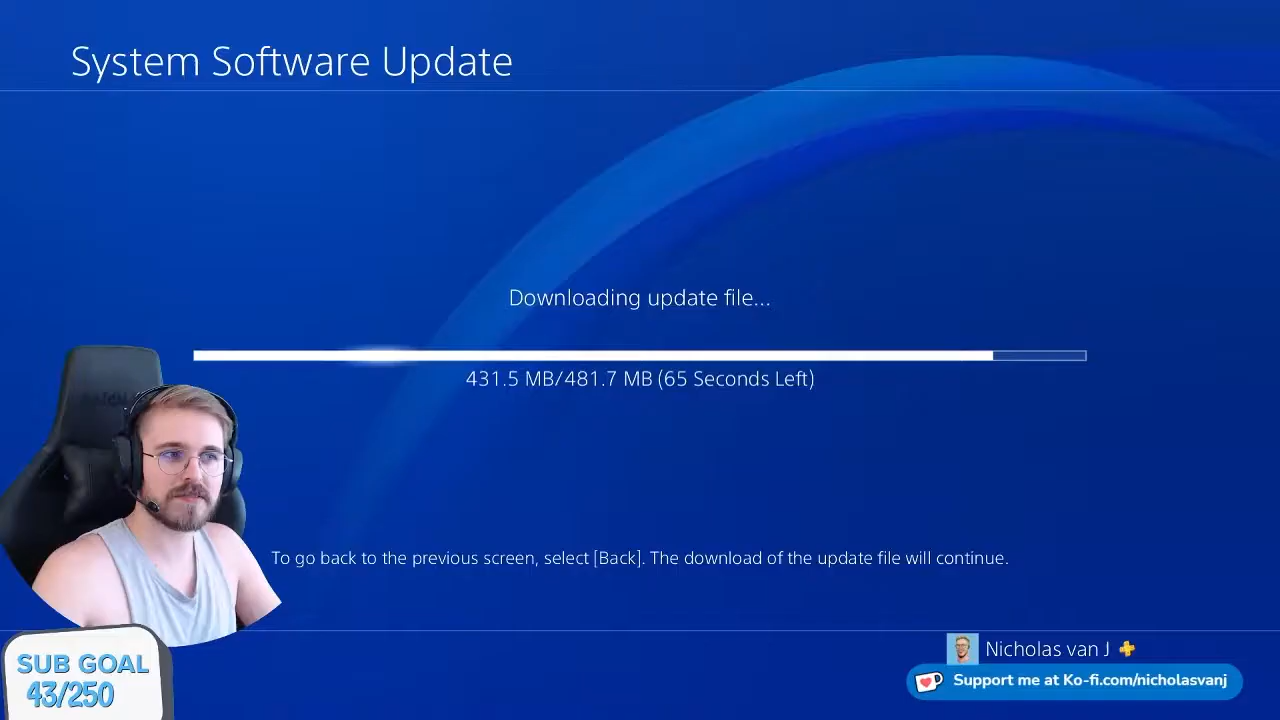 System Software Update
Downloading update file...
431.5 MB/481.7 MB (65 Seconds Left)
To go back to the previous screen, select [Back]. The download of the update file will continue.
SUB GOAL
43/250
Nicholas van J
Support me at Ko-fi.com/nicholasvanj